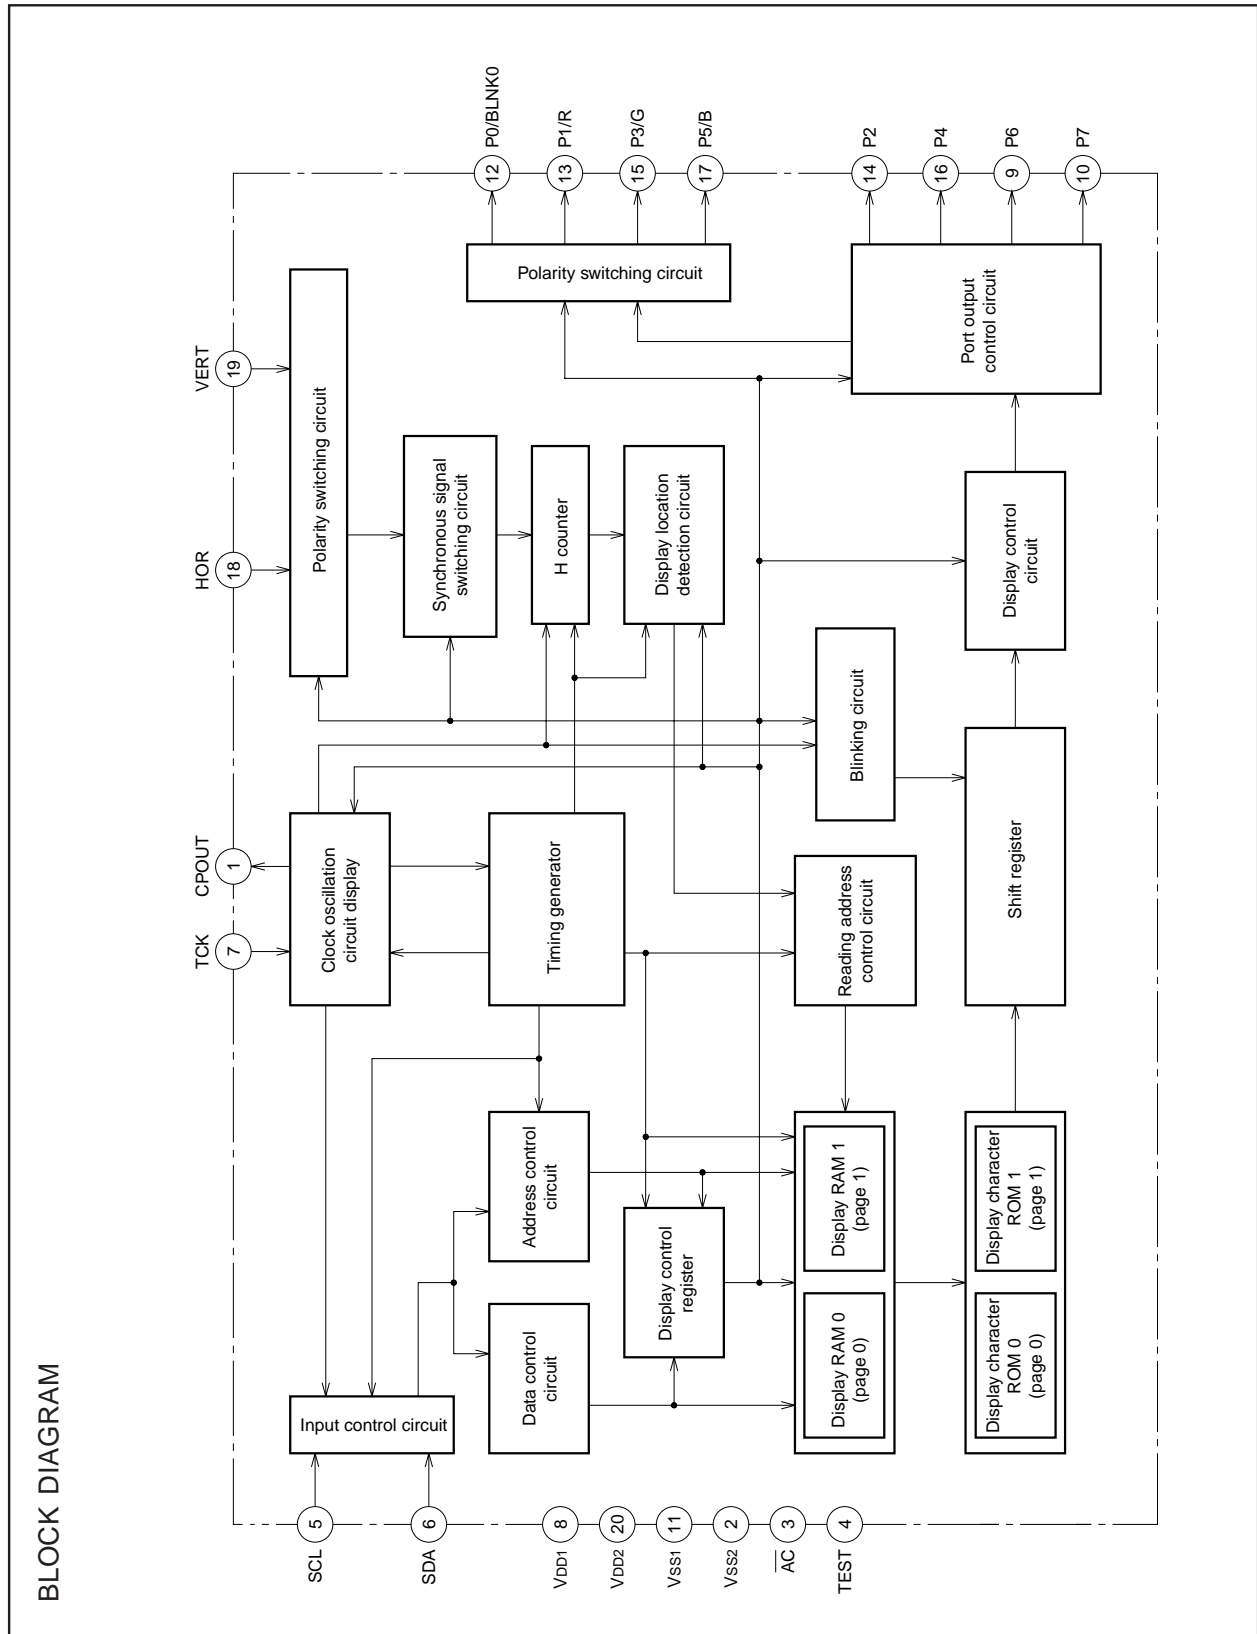 BLOCK DIAGRAM
TCK
7
CPOUT
1
HOR
18
VERT
19
SCL
5
SDA
6
VDD1
8
VDD2
20
VSS1
11
VSS2
2
AC
3
TEST
4
Input control circuit
Clock oscillation
circuit display
Polarity switching circuit
Synchronous signal
switching circuit
Data control
circuit
Address control
circuit
Timing generator
H counter
Display control
register
Display location
detection circuit
Display RAM 0
(page 0)
Display RAM 1
(page 1)
Reading address
control circuit
Blinking circuit
Display character
ROM 0
(page 0)
Display character
ROM 1
(page 1)
Shift register
Display control
circuit
Polarity switching circuit
Port output
control circuit
12
P0/BLNK0
13
P1/R
15
P3/G
17
P5/B
14
P2
16
P4
9
P6
10
P7